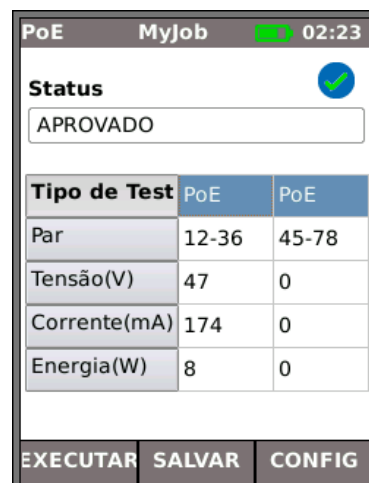 PoE MyJob 02:23
Status
APROVADO
Tipo de Test PoE PoE
Par 12-36 45-78
Tensão(V) 47 0
Corrente(mA) 174 0
Energia(W) 8 0
EXECUTAR SALVAR CONFIG